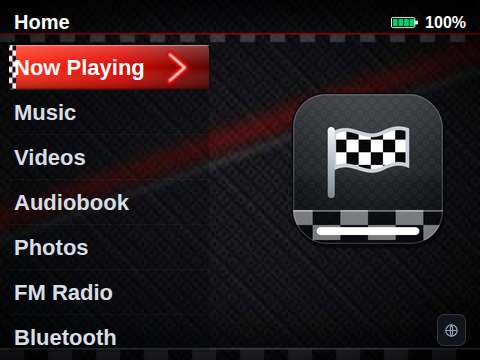 Home
100%
Now Playing
Music
Videos
Audiobook
Photos
FM Radio
Bluetooth